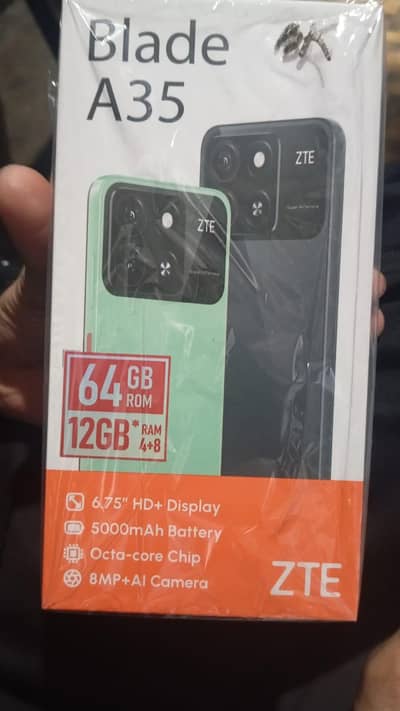 Blade
A35
ZTE
ZTE
64 GB ROM
12GB* RAM 4+8
6.75" HD+ Display
5000mAh Battery
Octa-core Chip
8MP+AI Camera
ZTE